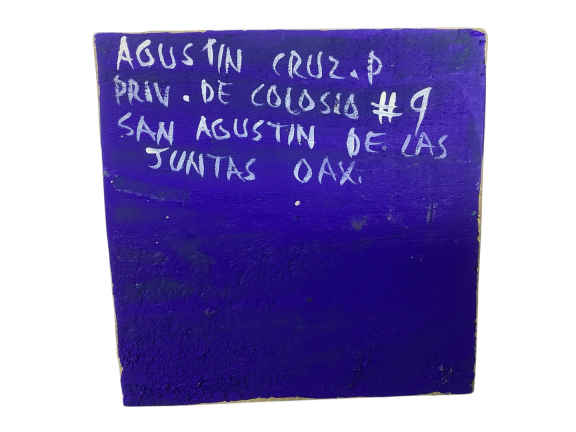 AGUSTIN CRUZ. P
PRIV. DE COLOSIO #9
SAN AGUSTIN DE LAS
JUNTAS OAX.